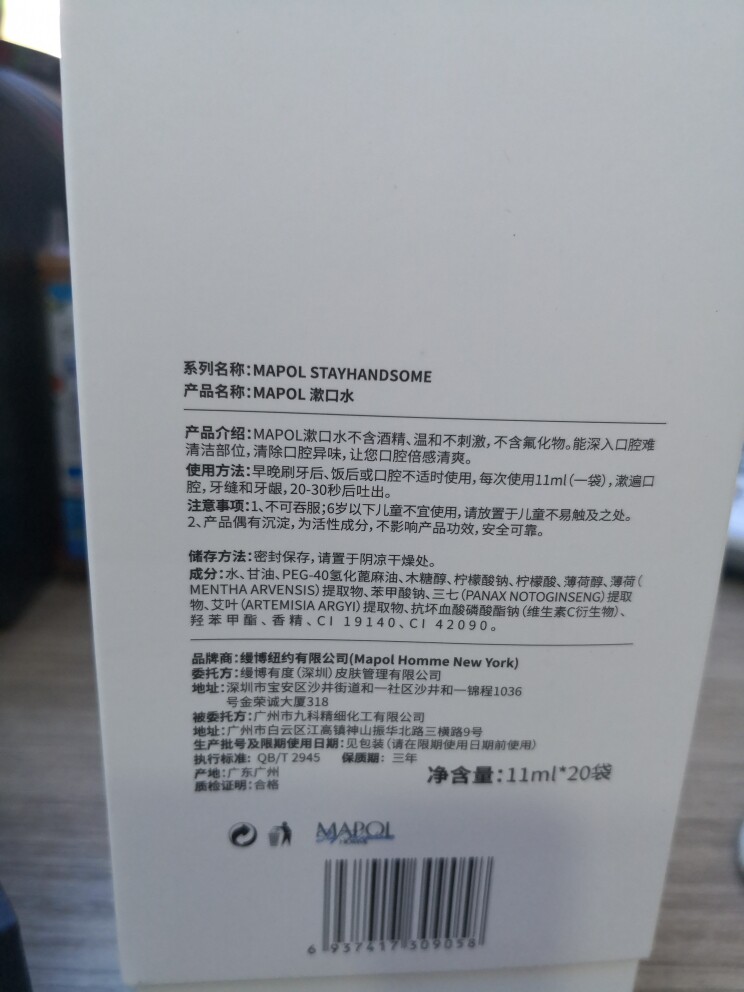 系列名称:MAPOL STAYHANDSOME
产品名称:MAPOL 漱口水
产品介绍:MAPOL漱口水不含酒精、温和不刺激,不含氟化物。能深入口腔难
清洁部位,清除口腔异味,让您口腔倍感清爽。
使用方法:早晚刷牙后、饭后或口腔不适时使用,每次使用11ml(一袋),漱遍口
腔,牙缝和牙龈,20-30秒后吐出。
注意事项:1、不可吞服;6岁以下儿童不宜使用,请放置于儿童不易触及之处。
2、产品偶有沉淀,为活性成分,不影响产品功效,安全可靠。
储存方法:密封保存,请置于阴凉干燥处。
成分:水、甘油、PEG-40氢化蓖麻油、木糖醇、柠檬酸钠、柠檬酸、薄荷醇、薄荷(
MENTHA ARVENSIS)提取物、苯甲酸钠、三七(PANAX NOTOGINSENG)提取
物、艾叶(ARTEMISIA ARGYI)提取物、抗坏血酸磷酸酯钠(维生素C衍生物)、
羟苯甲酯、香精、CI 19140、CI 42090。
品牌商:缦博纽约有限公司(Mapol Homme New York)
委托方:缦博有度(深圳)皮肤管理有限公司
地址:深圳市宝安区沙井街道和一社区沙井和一锦程1036
号金荣诚大厦318
被委托方:广州市九科精细化工有限公司
地址:广州市白云区江高镇神山振华北路三横路9号
生产批号及限期使用日期:见包装(请在限期使用日期前使用)
执行标准: QB/T 2945 保质期:三年
产地:广东广州
质检证明:合格
净含量:11ml*20袋
MAPOL
HOMME
6 937417 309058